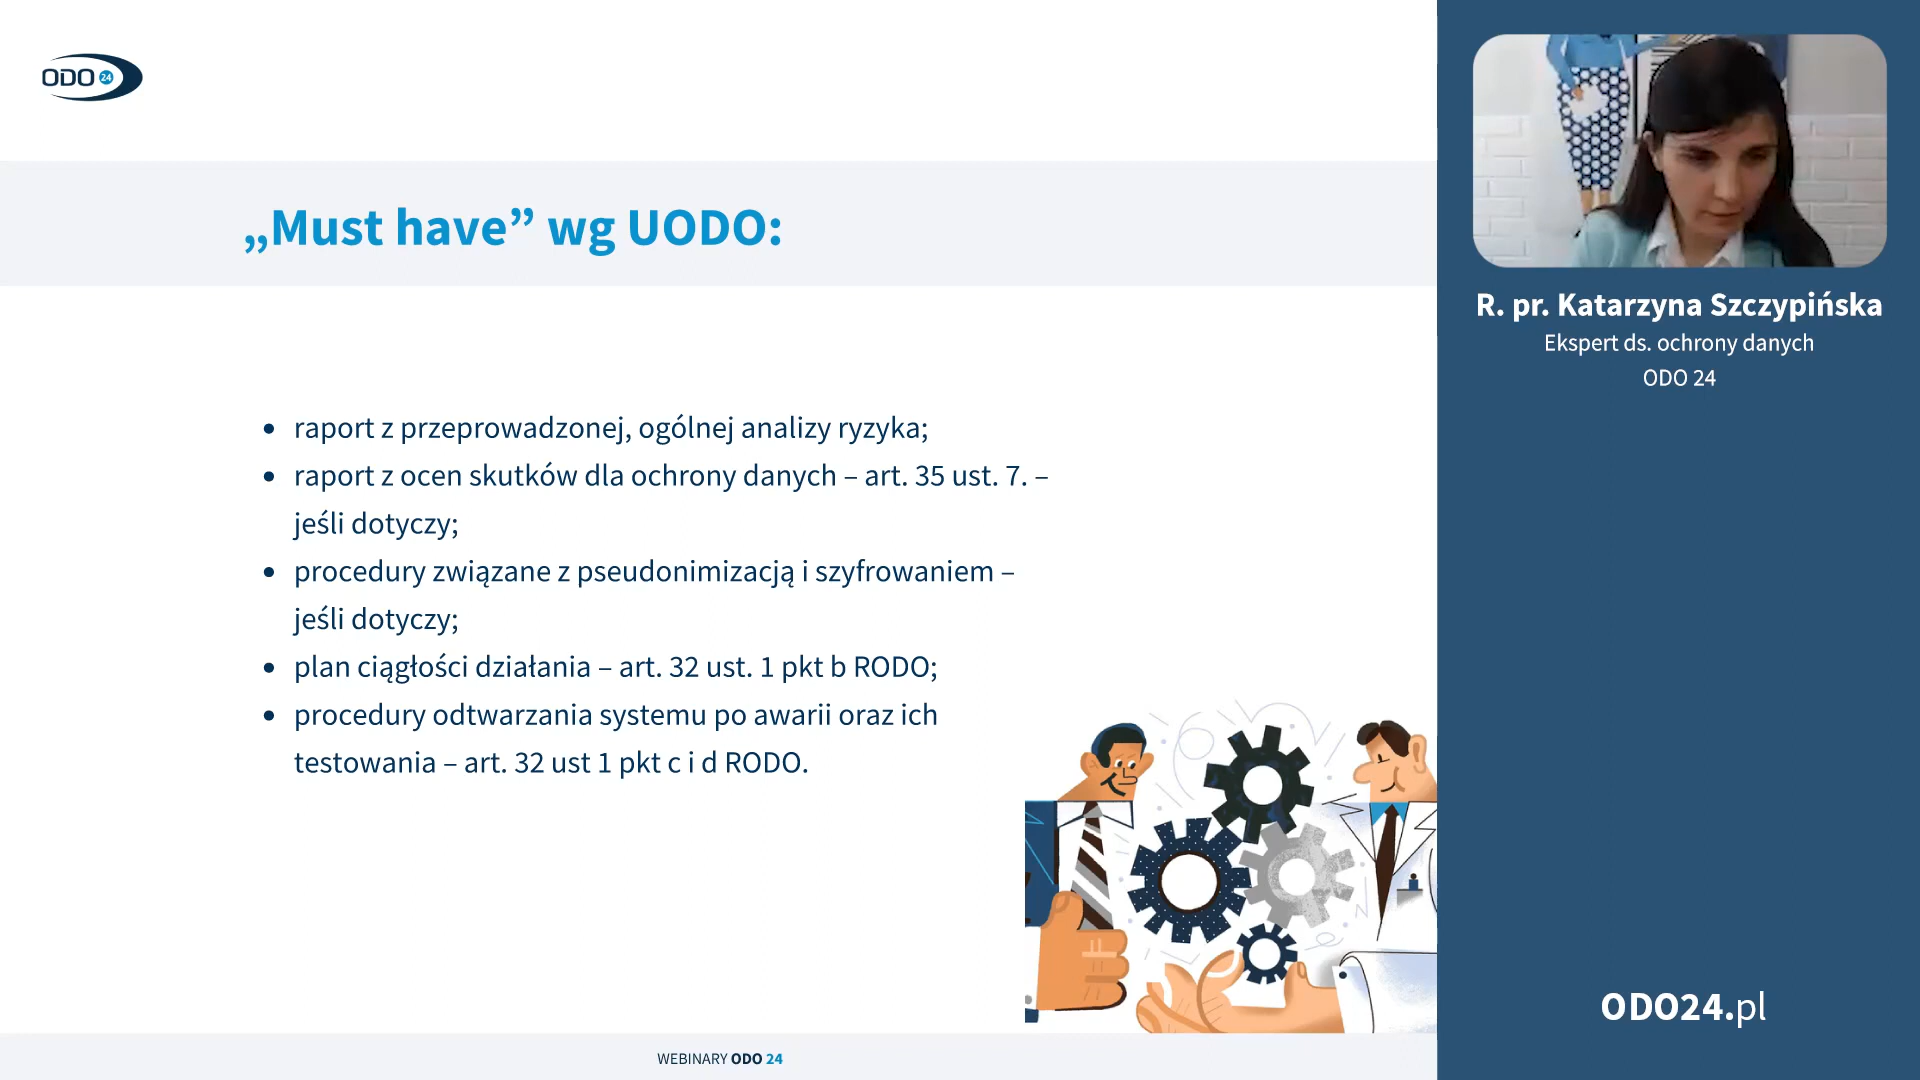 ODO 24
„Must have” wg UODO:
• raport z przeprowadzonej, ogólnej analizy ryzyka;
• raport z ocen skutków dla ochrony danych – art. 35 ust. 7. –
jeśli dotyczy;
• procedury związane z pseudonimizacją i szyfrowaniem –
jeśli dotyczy;
• plan ciągłości działania – art. 32 ust. 1 pkt b RODO;
• procedury odtwarzania systemu po awarii oraz ich
testowania – art. 32 ust 1 pkt c i d RODO.
WEBINARY ODO 24
R. pr. Katarzyna Szczypińska
Ekspert ds. ochrony danych
ODO 24
ODO24.pl